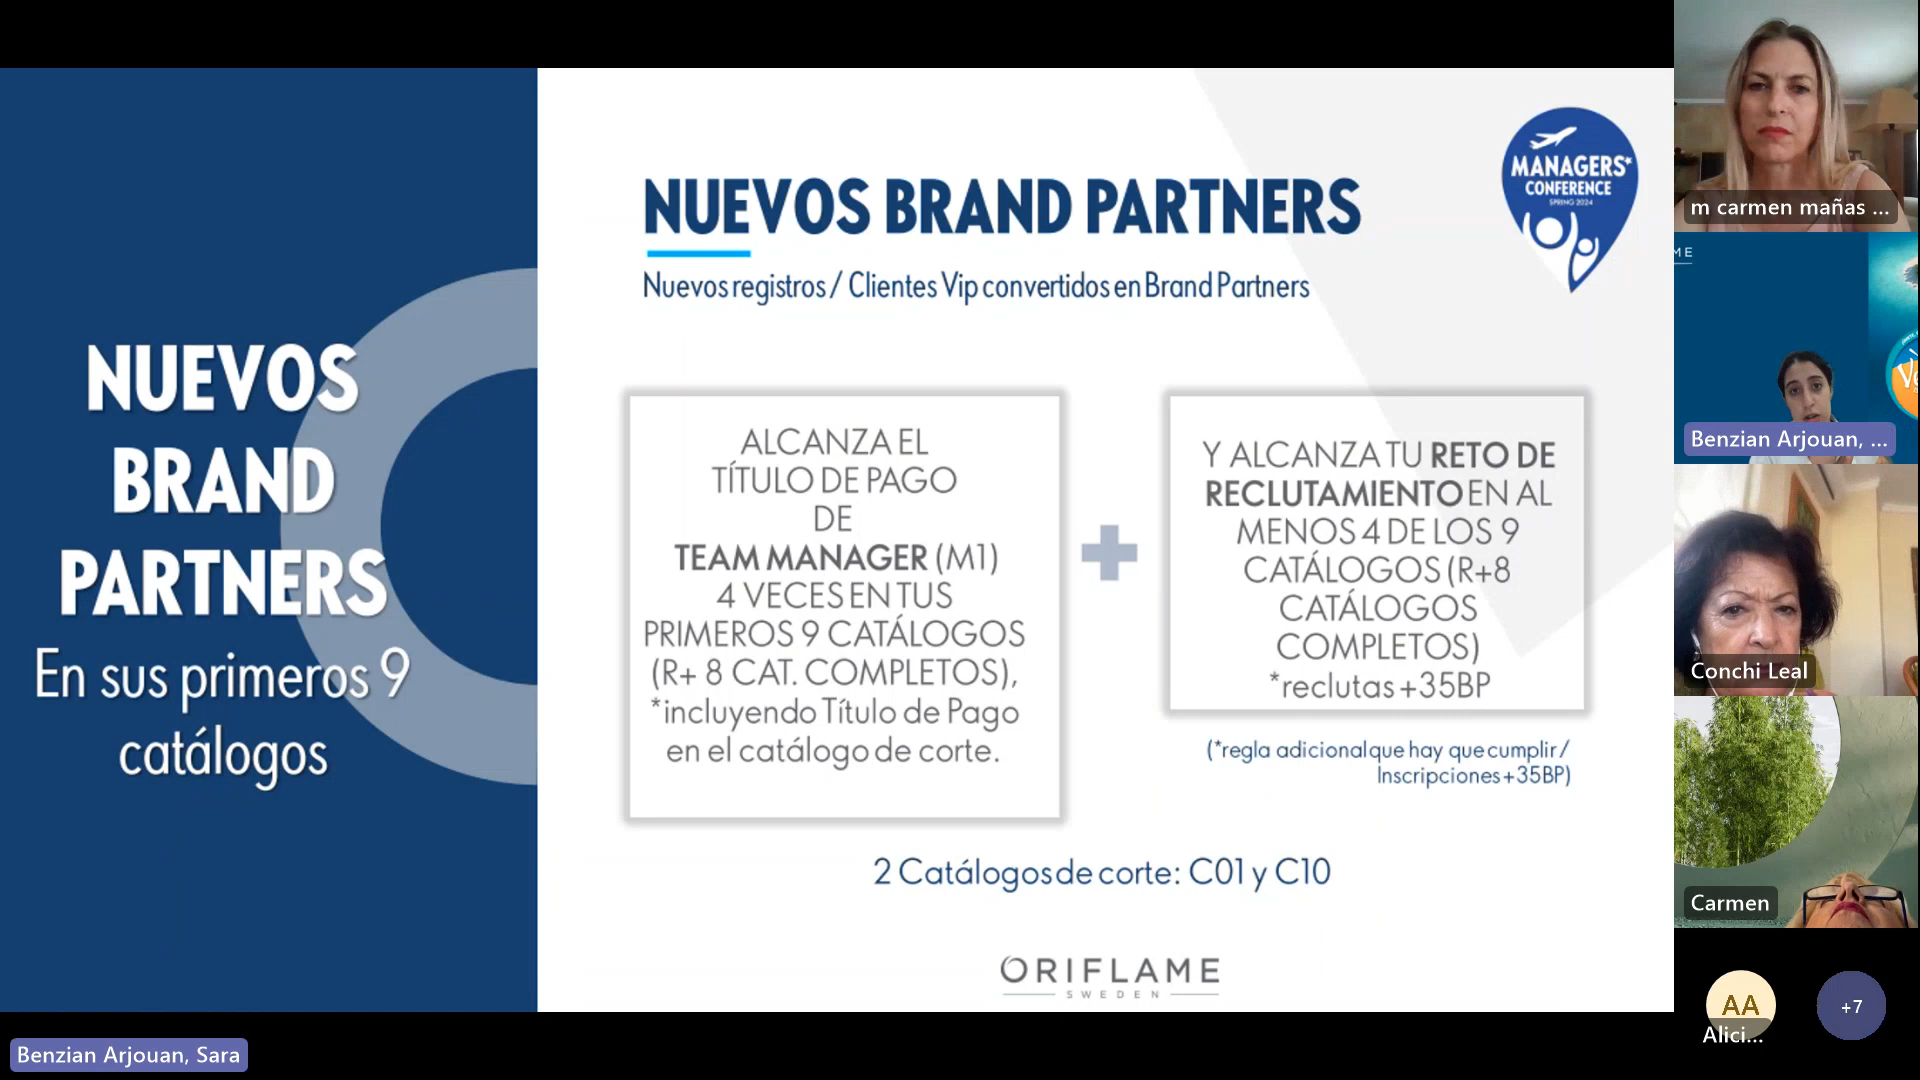 NUEVOS
BRAND
PARTNERS
En sus primeros 9
catálogos
NUEVOS BRAND PARTNERS
Nuevos registros / Clientes Vip convertidos en Brand Partners
MANAGERS*
CONFERENCE
SPRING 2024
ALCANZA EL
TÍTULO DE PAGO
DE
TEAM MANAGER (M1)
4 VECES EN TUS
PRIMEROS 9 CATÁLOGOS
(R+ 8 CAT. COMPLETOS),
*incluyendo Título de Pago
en el catálogo de corte.
Y ALCANZA TU RETO DE
RECLUTAMIENTO EN AL
MENOS 4 DE LOS 9
CATÁLOGOS (R+8
CATÁLOGOS
COMPLETOS)
*reclutas +35BP
(*regla adicional que hay que cumplir /
Inscripciones +35BP)
2 Catálogos de corte: C01 y C10
ORIFLAME
SWEDEN
Benzian Arjouan, Sara
m carmen mañas ...
Benzian Arjouan, ...
Conchi Leal
Carmen
AA
Alici...
+7